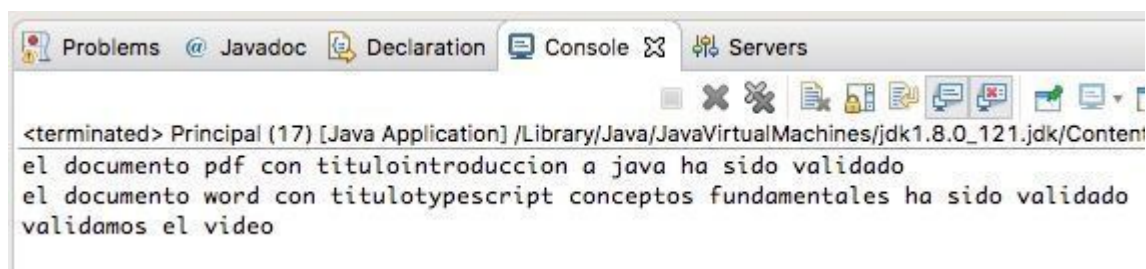 Problems @ Javadoc Declaration Console Servers
<terminated> Principal (17) [Java Application] /Library/Java/JavaVirtualMachines/jdk1.8.0_121.jdk/Content
el documento pdf con titulointroduccion a java ha sido validado
el documento word con titulotypescript conceptos fundamentales ha sido validado
validamos el video